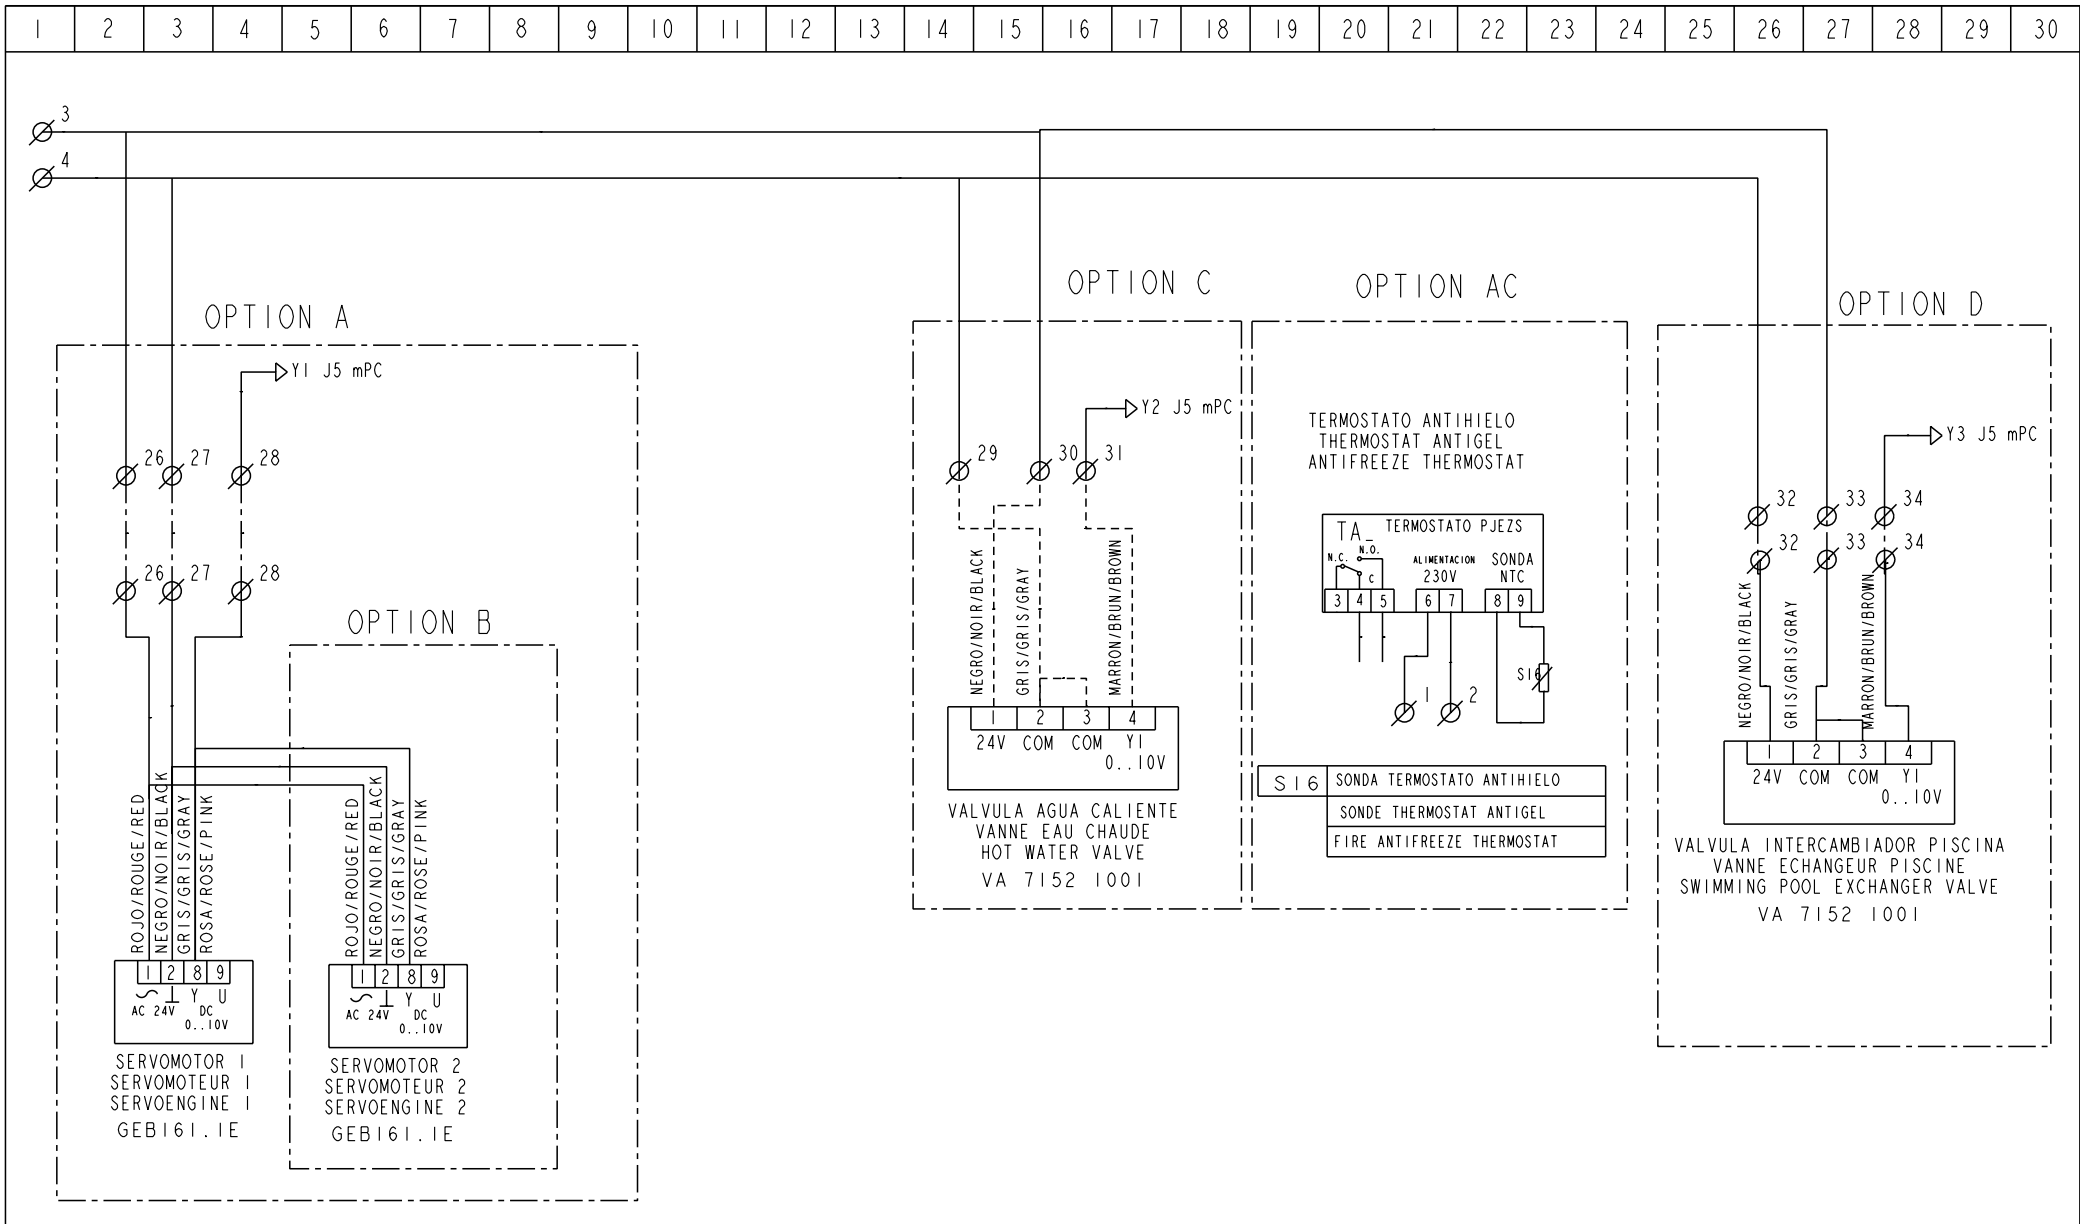 1 2 3 4 5 6 7 8 9 10 11 12 13 14 15 16 17 18 19 20 21 22 23 24 25 26 27 28 29 30
3
4
OPTION A
Y1 J5 mPC
26 27 28
26 27 28
OPTION B
ROJO/ROUGE/RED
NEGRO/NOIR/BLACK
GRIS/GRIS/GRAY
ROSA/ROSE/PINK
1 2 8 9
Y U
AC 24V DC
0..10V
SERVOMOTOR 1
SERVOMOTEUR 1
SERVOENGINE 1
GEB161.1E
ROJO/ROUGE/RED
NEGRO/NOIR/BLACK
GRIS/GRIS/GRAY
ROSA/ROSE/PINK
1 2 8 9
Y U
AC 24V DC
0..10V
SERVOMOTOR 2
SERVOMOTEUR 2
SERVOENGINE 2
GEB161.1E
OPTION C
Y2 J5 mPC
29 30 31
NEGRO/NOIR/BLACK
GRIS/GRIS/GRAY
MARRON/BRUN/BROWN
1 2 3 4
24V COM COM Y1
0..10V
VALVULA AGUA CALIENTE
VANNE EAU CHAUDE
HOT WATER VALVE
VA 7152 1001
OPTION AC
TERMOSTATO ANTIHIELO
THERMOSTAT ANTIGEL
ANTIFREEZE THERMOSTAT
TA_ TERMOSTATO PJEZS
N.C. N.O. C
ALIMENTACION
230V
SONDA
NTC
3 4 5 6 7 8 9
S16
1 2
S16 SONDA TERMOSTATO ANTIHIELO
SONDE THERMOSTAT ANTIGEL
FIRE ANTIFREEZE THERMOSTAT
OPTION D
Y3 J5 mPC
32 33 34
32 33 34
NEGRO/NOIR/BLACK
GRIS/GRIS/GRAY
MARRON/BRUN/BROWN
1 2 3 4
24V COM COM Y1
0..10V
VALVULA INTERCAMBIADOR PISCINA
VANNE ECHANGEUR PISCINE
SWIMMING POOL EXCHANGER VALVE
VA 7152 1001